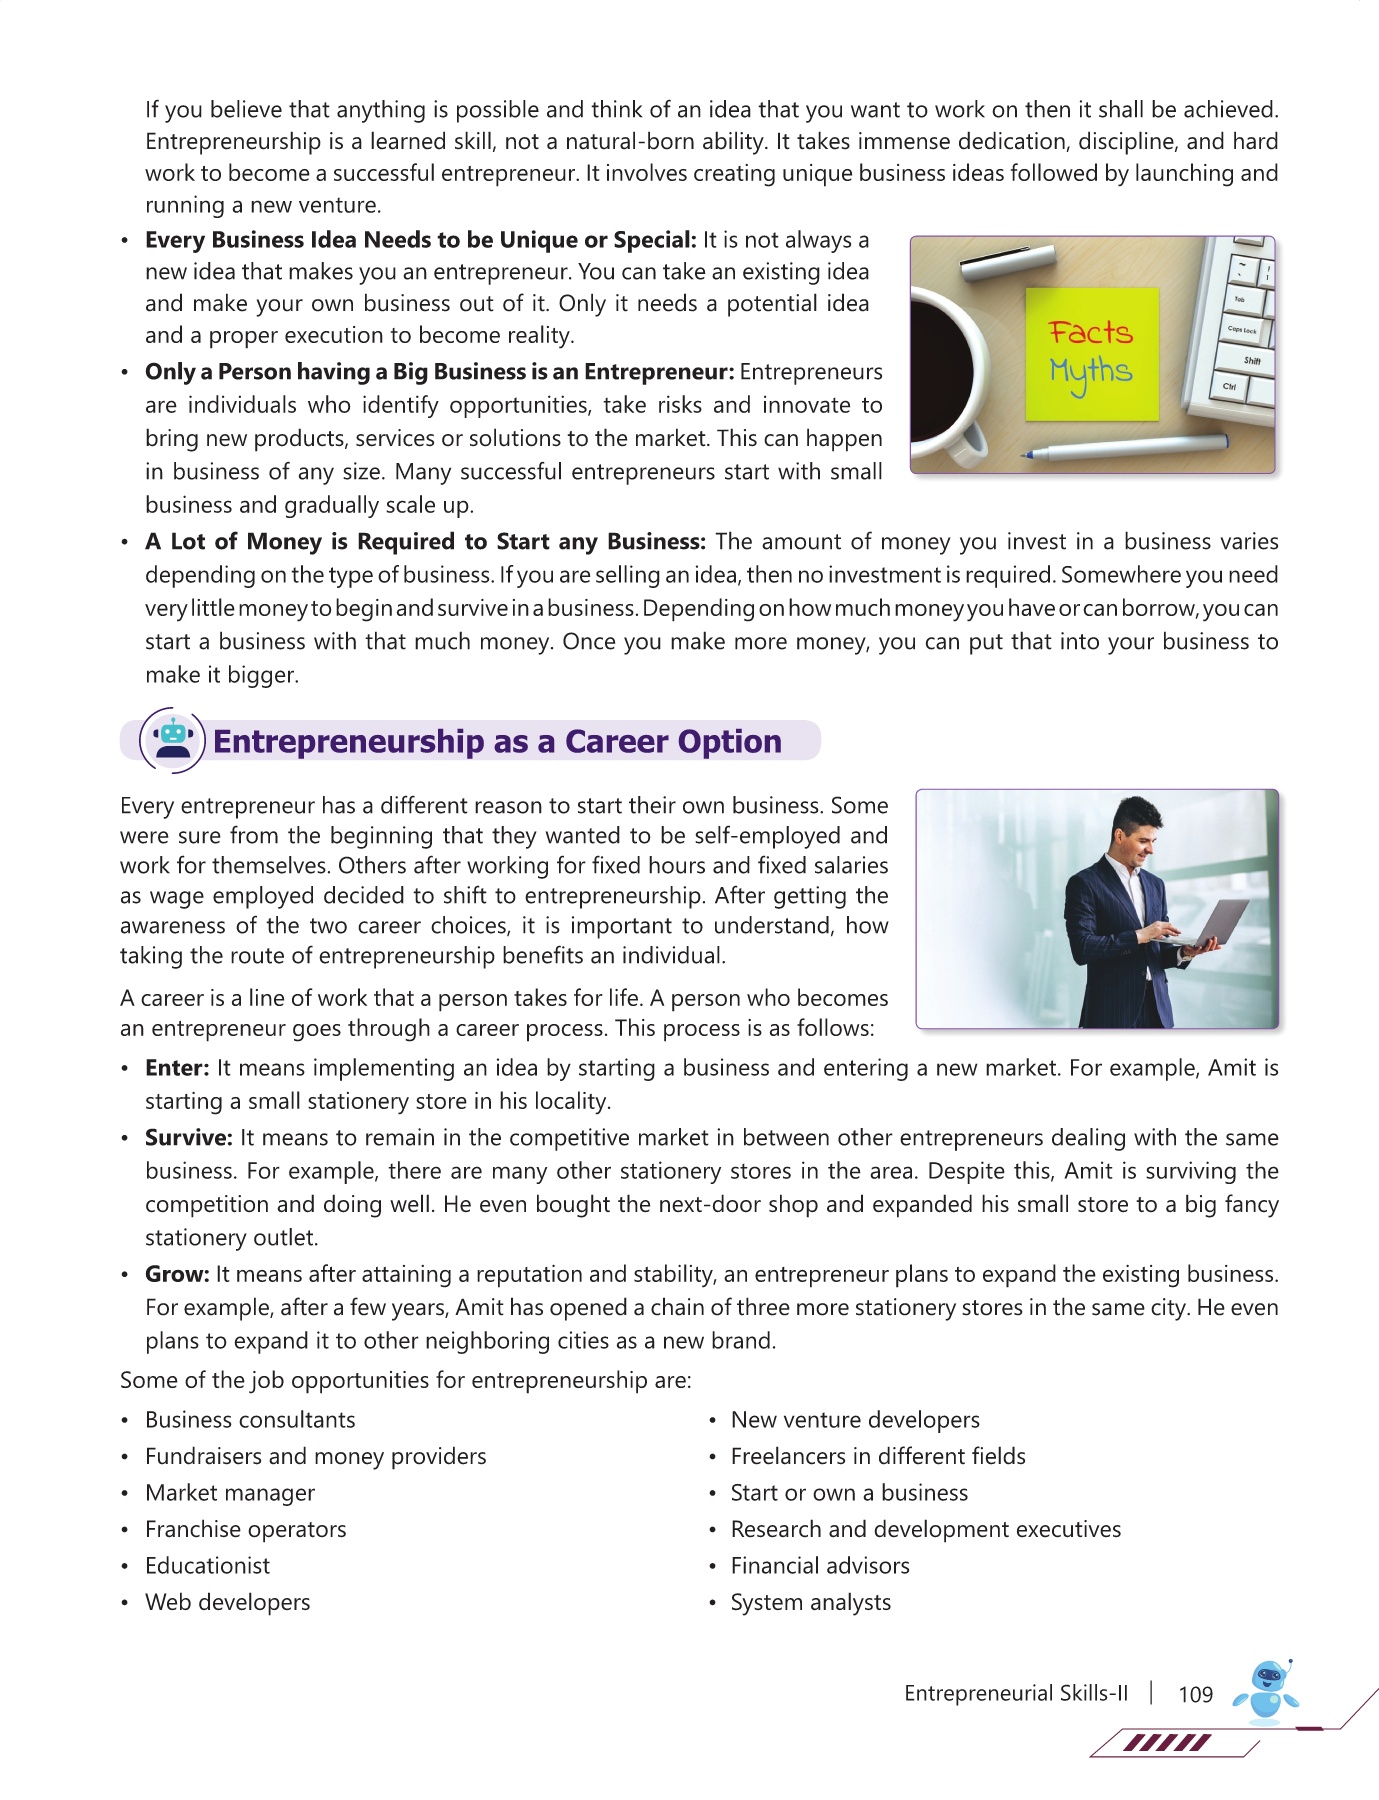 If you believe that anything is possible and think of an idea that you want to work on then it shall be achieved.
Entrepreneurship is a learned skill, not a natural-born ability. It takes immense dedication, discipline, and hard
work to become a successful entrepreneur. It involves creating unique business ideas followed by launching and
running a new venture.
• Every Business Idea Needs to be Unique or Special: It is not always a
new idea that makes you an entrepreneur. You can take an existing idea
and make your own business out of it. Only it needs a potential idea
and a proper execution to become reality.
• Only a Person having a Big Business is an Entrepreneur: Entrepreneurs
are individuals who identify opportunities, take risks and innovate to
bring new products, services or solutions to the market. This can happen
in business of any size. Many successful entrepreneurs start with small
business and gradually scale up.
Facts
Myths
Tab
Caps Lock
Shift
Ctrl
• A Lot of Money is Required to Start any Business: The amount of money you invest in a business varies
depending on the type of business. If you are selling an idea, then no investment is required. Somewhere you need
very little money to begin and survive in a business. Depending on how much money you have or can borrow, you can
start a business with that much money. Once you make more money, you can put that into your business to
make it bigger.
Entrepreneurship as a Career Option
Every entrepreneur has a different reason to start their own business. Some
were sure from the beginning that they wanted to be self-employed and
work for themselves. Others after working for fixed hours and fixed salaries
as wage employed decided to shift to entrepreneurship. After getting the
awareness of the two career choices, it is important to understand, how
taking the route of entrepreneurship benefits an individual.
A career is a line of work that a person takes for life. A person who becomes
an entrepreneur goes through a career process. This process is as follows:
• Enter: It means implementing an idea by starting a business and entering a new market. For example, Amit is
starting a small stationery store in his locality.
• Survive: It means to remain in the competitive market in between other entrepreneurs dealing with the same
business. For example, there are many other stationery stores in the area. Despite this, Amit is surviving the
competition and doing well. He even bought the next-door shop and expanded his small store to a big fancy
stationery outlet.
• Grow: It means after attaining a reputation and stability, an entrepreneur plans to expand the existing business.
For example, after a few years, Amit has opened a chain of three more stationery stores in the same city. He even
plans to expand it to other neighboring cities as a new brand.
Some of the job opportunities for entrepreneurship are:
• Business consultants
• Fundraisers and money providers
• Market manager
• Franchise operators
• Educationist
• Web developers
• New venture developers
• Freelancers in different fields
• Start or own a business
• Research and development executives
• Financial advisors
• System analysts
Entrepreneurial Skills-II | 109